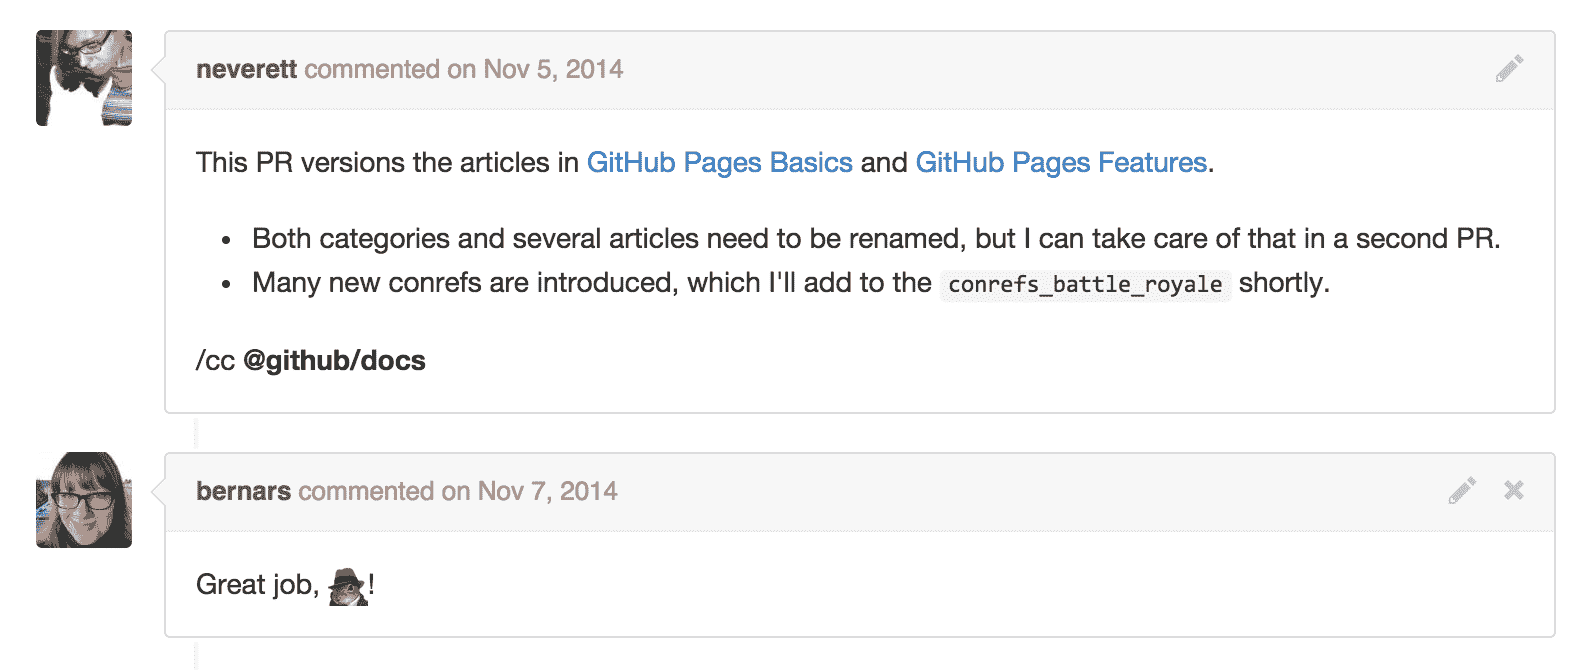 neverett commented on Nov 5, 2014
This PR versions the articles in GitHub Pages Basics and GitHub Pages Features.
• Both categories and several articles need to be renamed, but I can take care of that in a second PR.
• Many new conrefs are introduced, which I'll add to the conrefs_battle_royale shortly.
/cc @github/docs
bernars commented on Nov 7, 2014
Great job, !